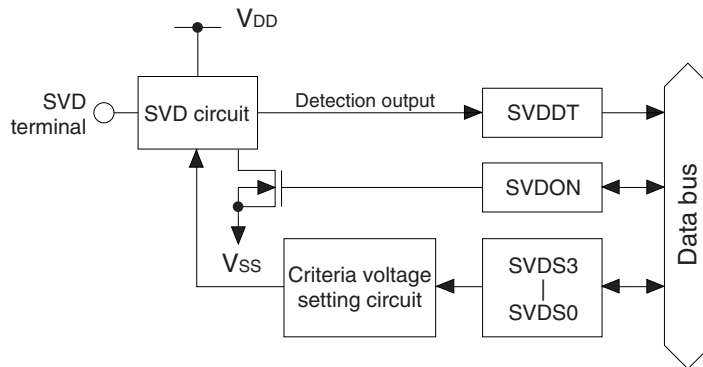 VDD
SVD
terminal
SVD circuit
Detection output
SVDDT
SVDON
VSS
Criteria voltage
setting circuit
SVDS3
SVDS0
Data bus